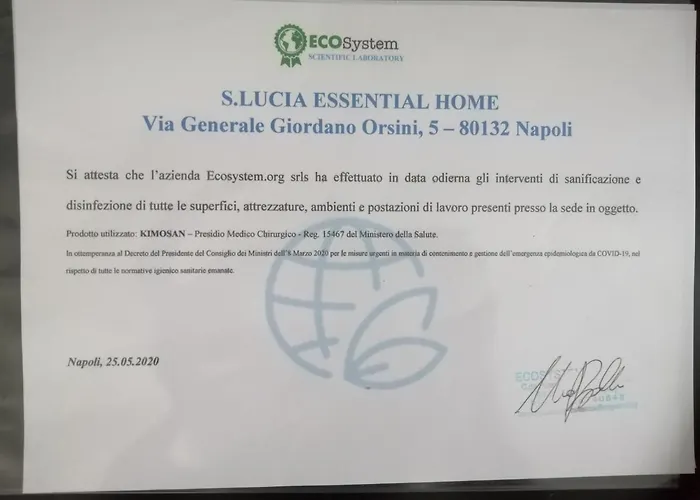 ECOSystem
SCIENTIFIC LABORATORY
S.LUCIA ESSENTIAL HOME
Via Generale Giordano Orsini, 5 – 80132 Napoli
Si attesta che l'azienda Ecosystem.org srls ha effettuato in data odierna gli interventi di sanificazione e
disinfezione di tutte le superfici, attrezzature, ambienti e postazioni di lavoro presenti presso la sede in oggetto.
Prodotto utilizzato: KIMOSAN – Presidio Medico Chirurgico - Reg. 15467 del Ministero della Salute.
In ottemperanza al Decreto del Presidente del Consiglio dei Ministri dell'8 Marzo 2020 per le misure urgenti in materia di contenimento e gestione dell'emergenza epidemiologica da COVID-19, nel
rispetto di tutte le normative igienico sanitarie emanate.
Napoli, 25.05.2020